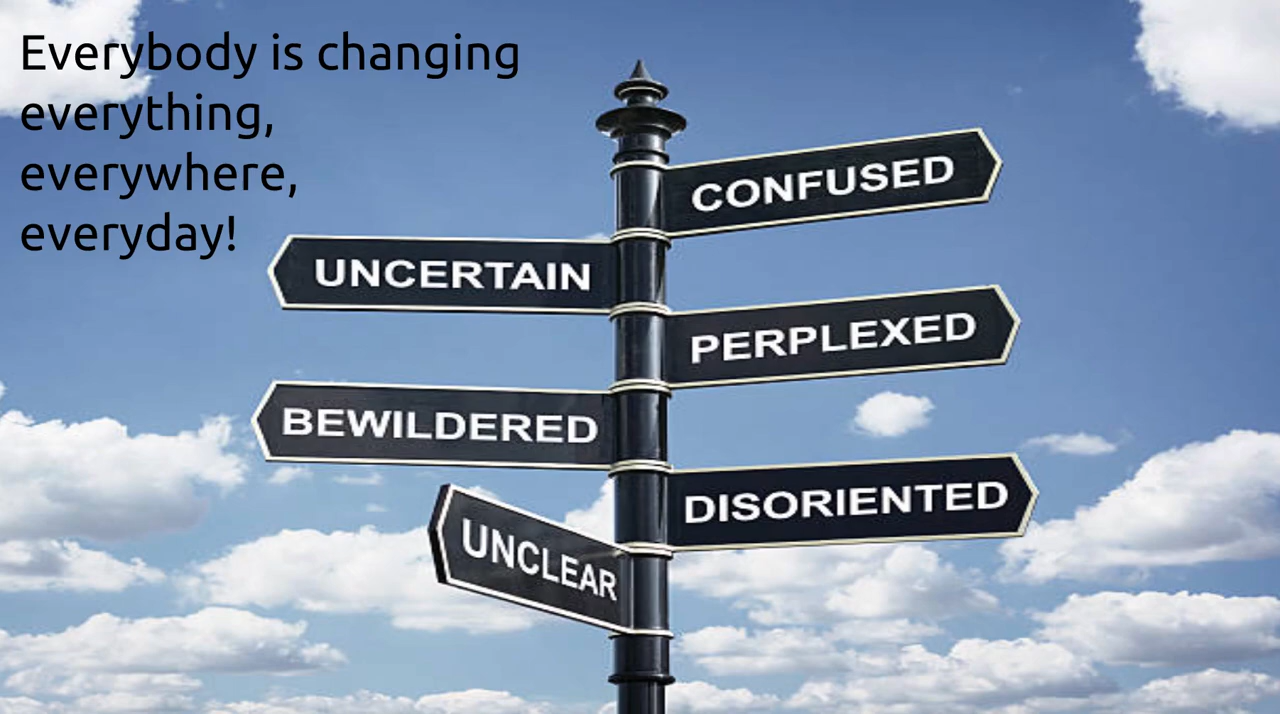 Everybody is changing
everything,
everywhere,
everyday!
CONFUSED
UNCERTAIN
PERPLEXED
BEWILDERED
DISORIENTED
UNCLEAR